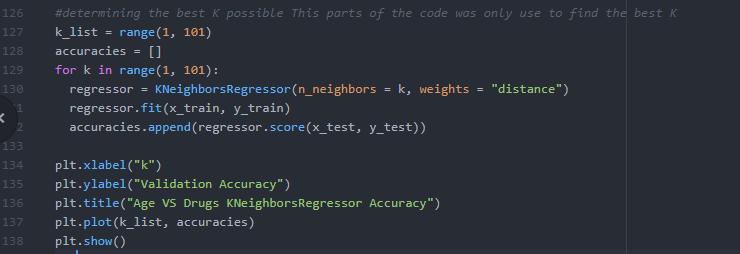 126 #determining the best K possible This parts of the code was only use to find the best K
127 k_list = range(1, 101)
128 accuracies = []
129 for k in range(1, 101):
130 regressor = KNeighborsRegressor(n_neighbors = k, weights = "distance")
1 regressor.fit(x_train, y_train)
2 accuracies.append(regressor.score(x_test, y_test))
133
134 plt.xlabel("k")
135 plt.ylabel("Validation Accuracy")
136 plt.title("Age VS Drugs KNeighborsRegressor Accuracy")
137 plt.plot(k_list, accuracies)
138 plt.show()